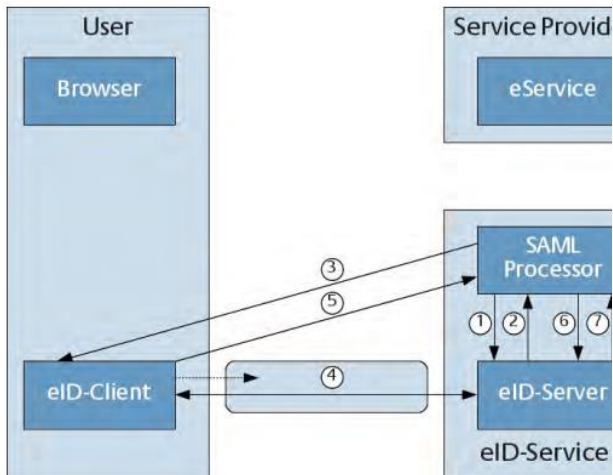 User
Service Provid
Browser
eService
SAML
Processor
3
5
1
2
6
7
eID-Client
4
eID-Server
eID-Service